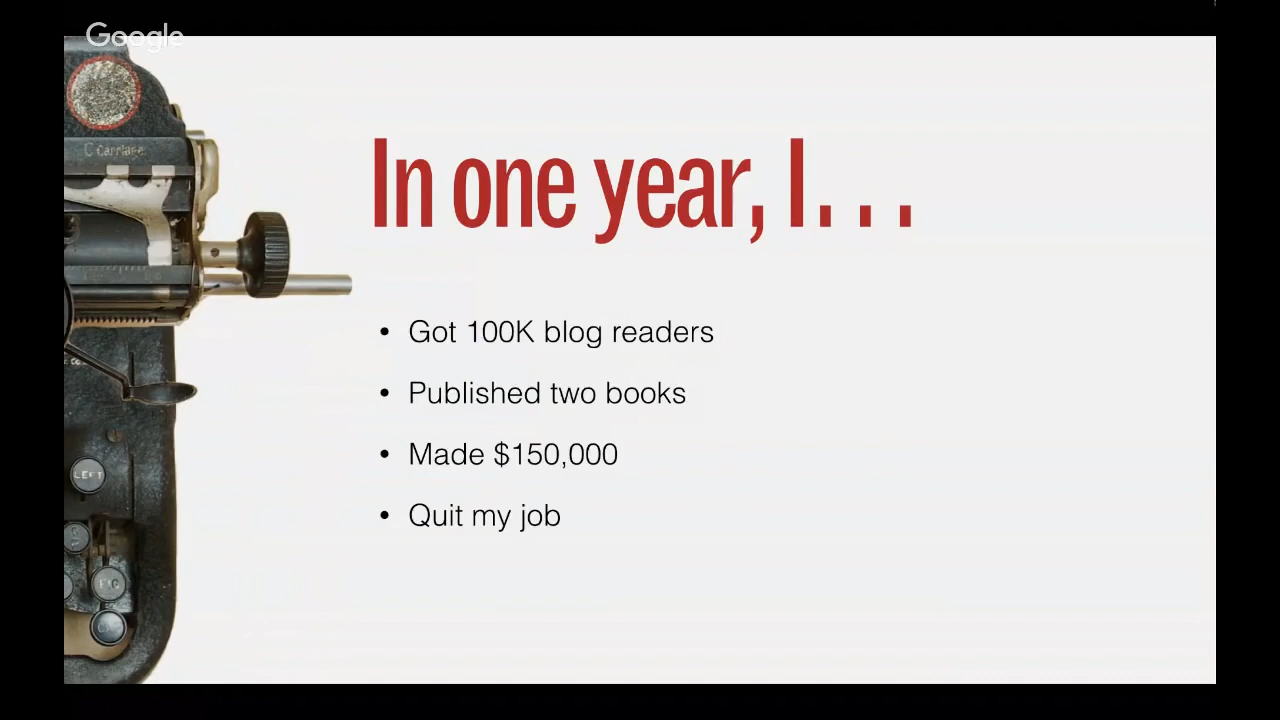 Google
C Carriage.
In one year, I...
• Got 100K blog readers
• Published two books
• Made $150,000
• Quit my job
LEFT